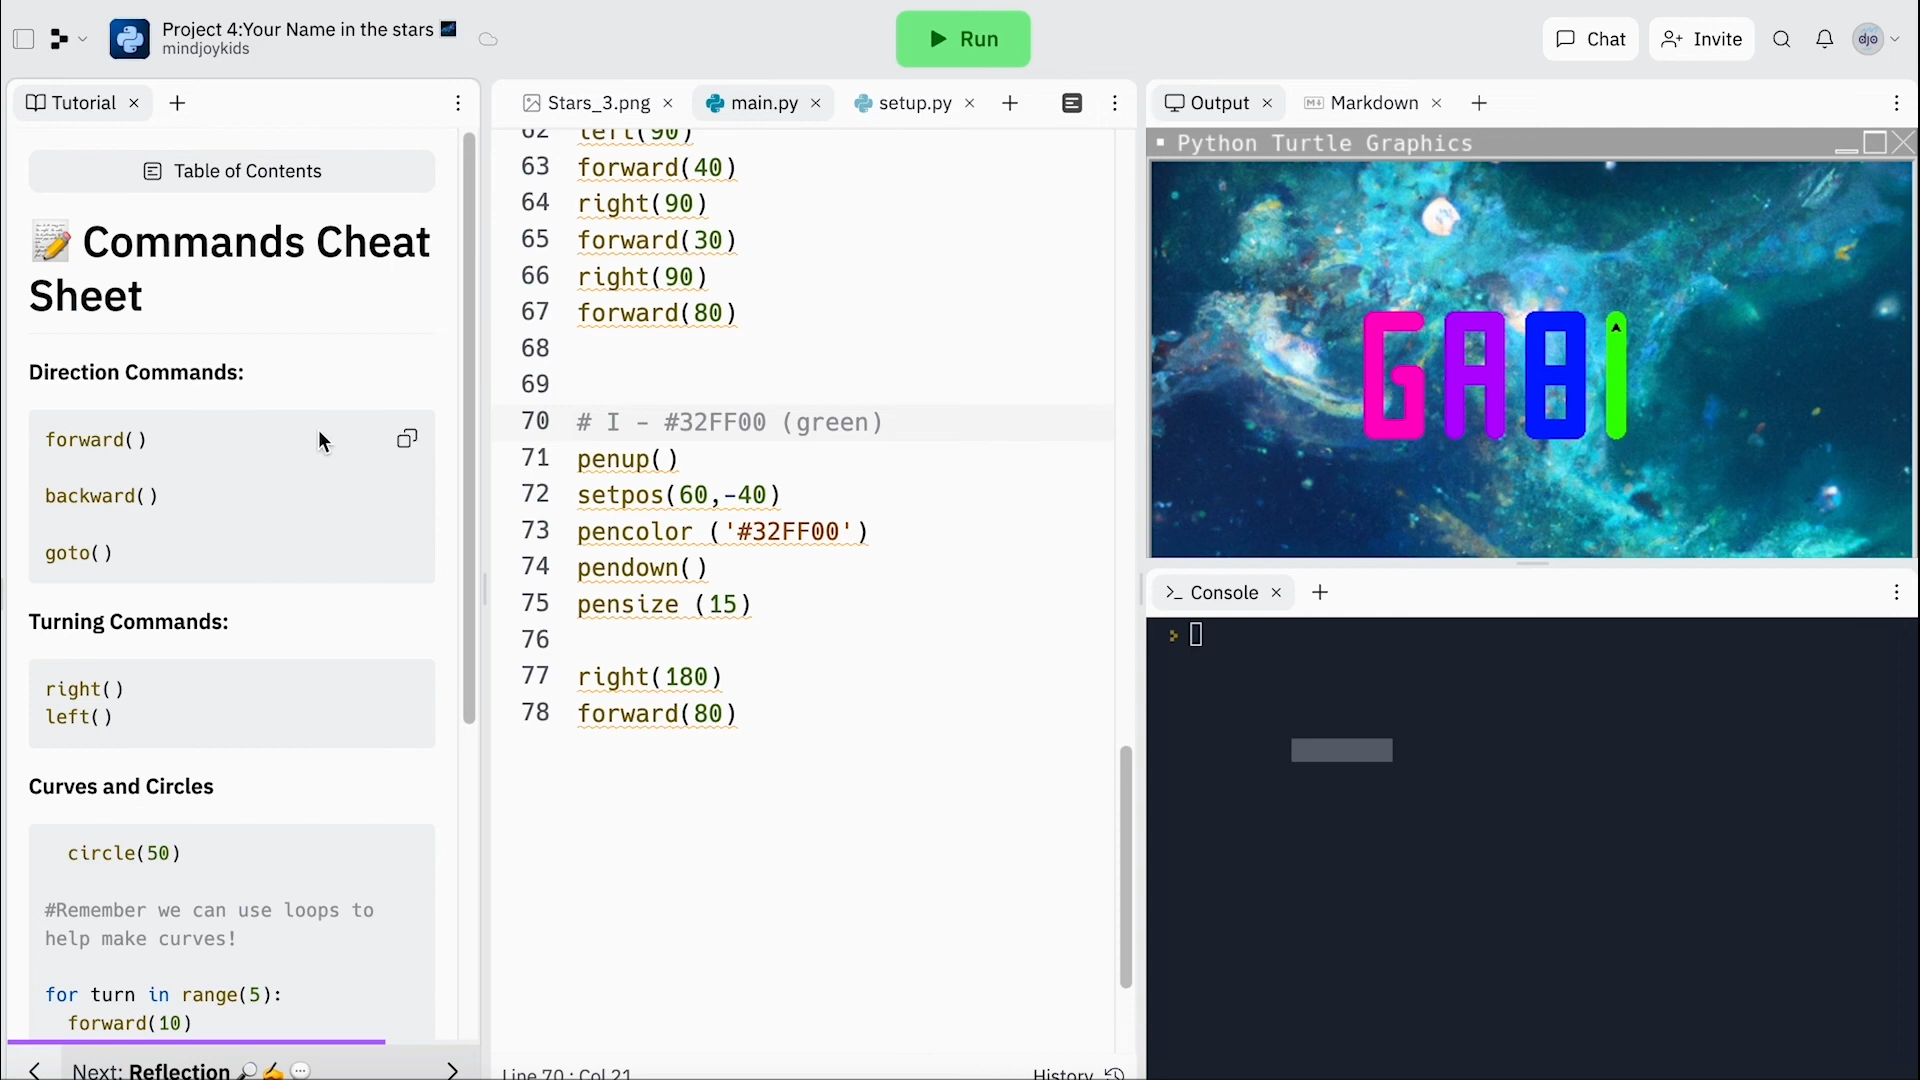 Project 4:Your Name in the stars
mindjoykids
Run
Chat
Invite
djo
Tutorial
Table of Contents
Commands Cheat
Sheet
Direction Commands:
forward()
backward()
goto()
Turning Commands:
right()
left()
Curves and Circles
circle(50)
#Remember we can use loops to
help make curves!
for turn in range(5):
forward(10)
Next: Reflection
Stars_3.png
main.py
setup.py
62 left(90)
63 forward(40)
64 right(90)
65 forward(30)
66 right(90)
67 forward(80)
68
69
70 # I - #32FF00 (green)
71 penup()
72 setpos(60,-40)
73 pencolor ('#32FF00')
74 pendown()
75 pensize (15)
76
77 right(180)
78 forward(80)
Line 70 : Col 21
History
Output
Markdown
Python Turtle Graphics
GABI
Console